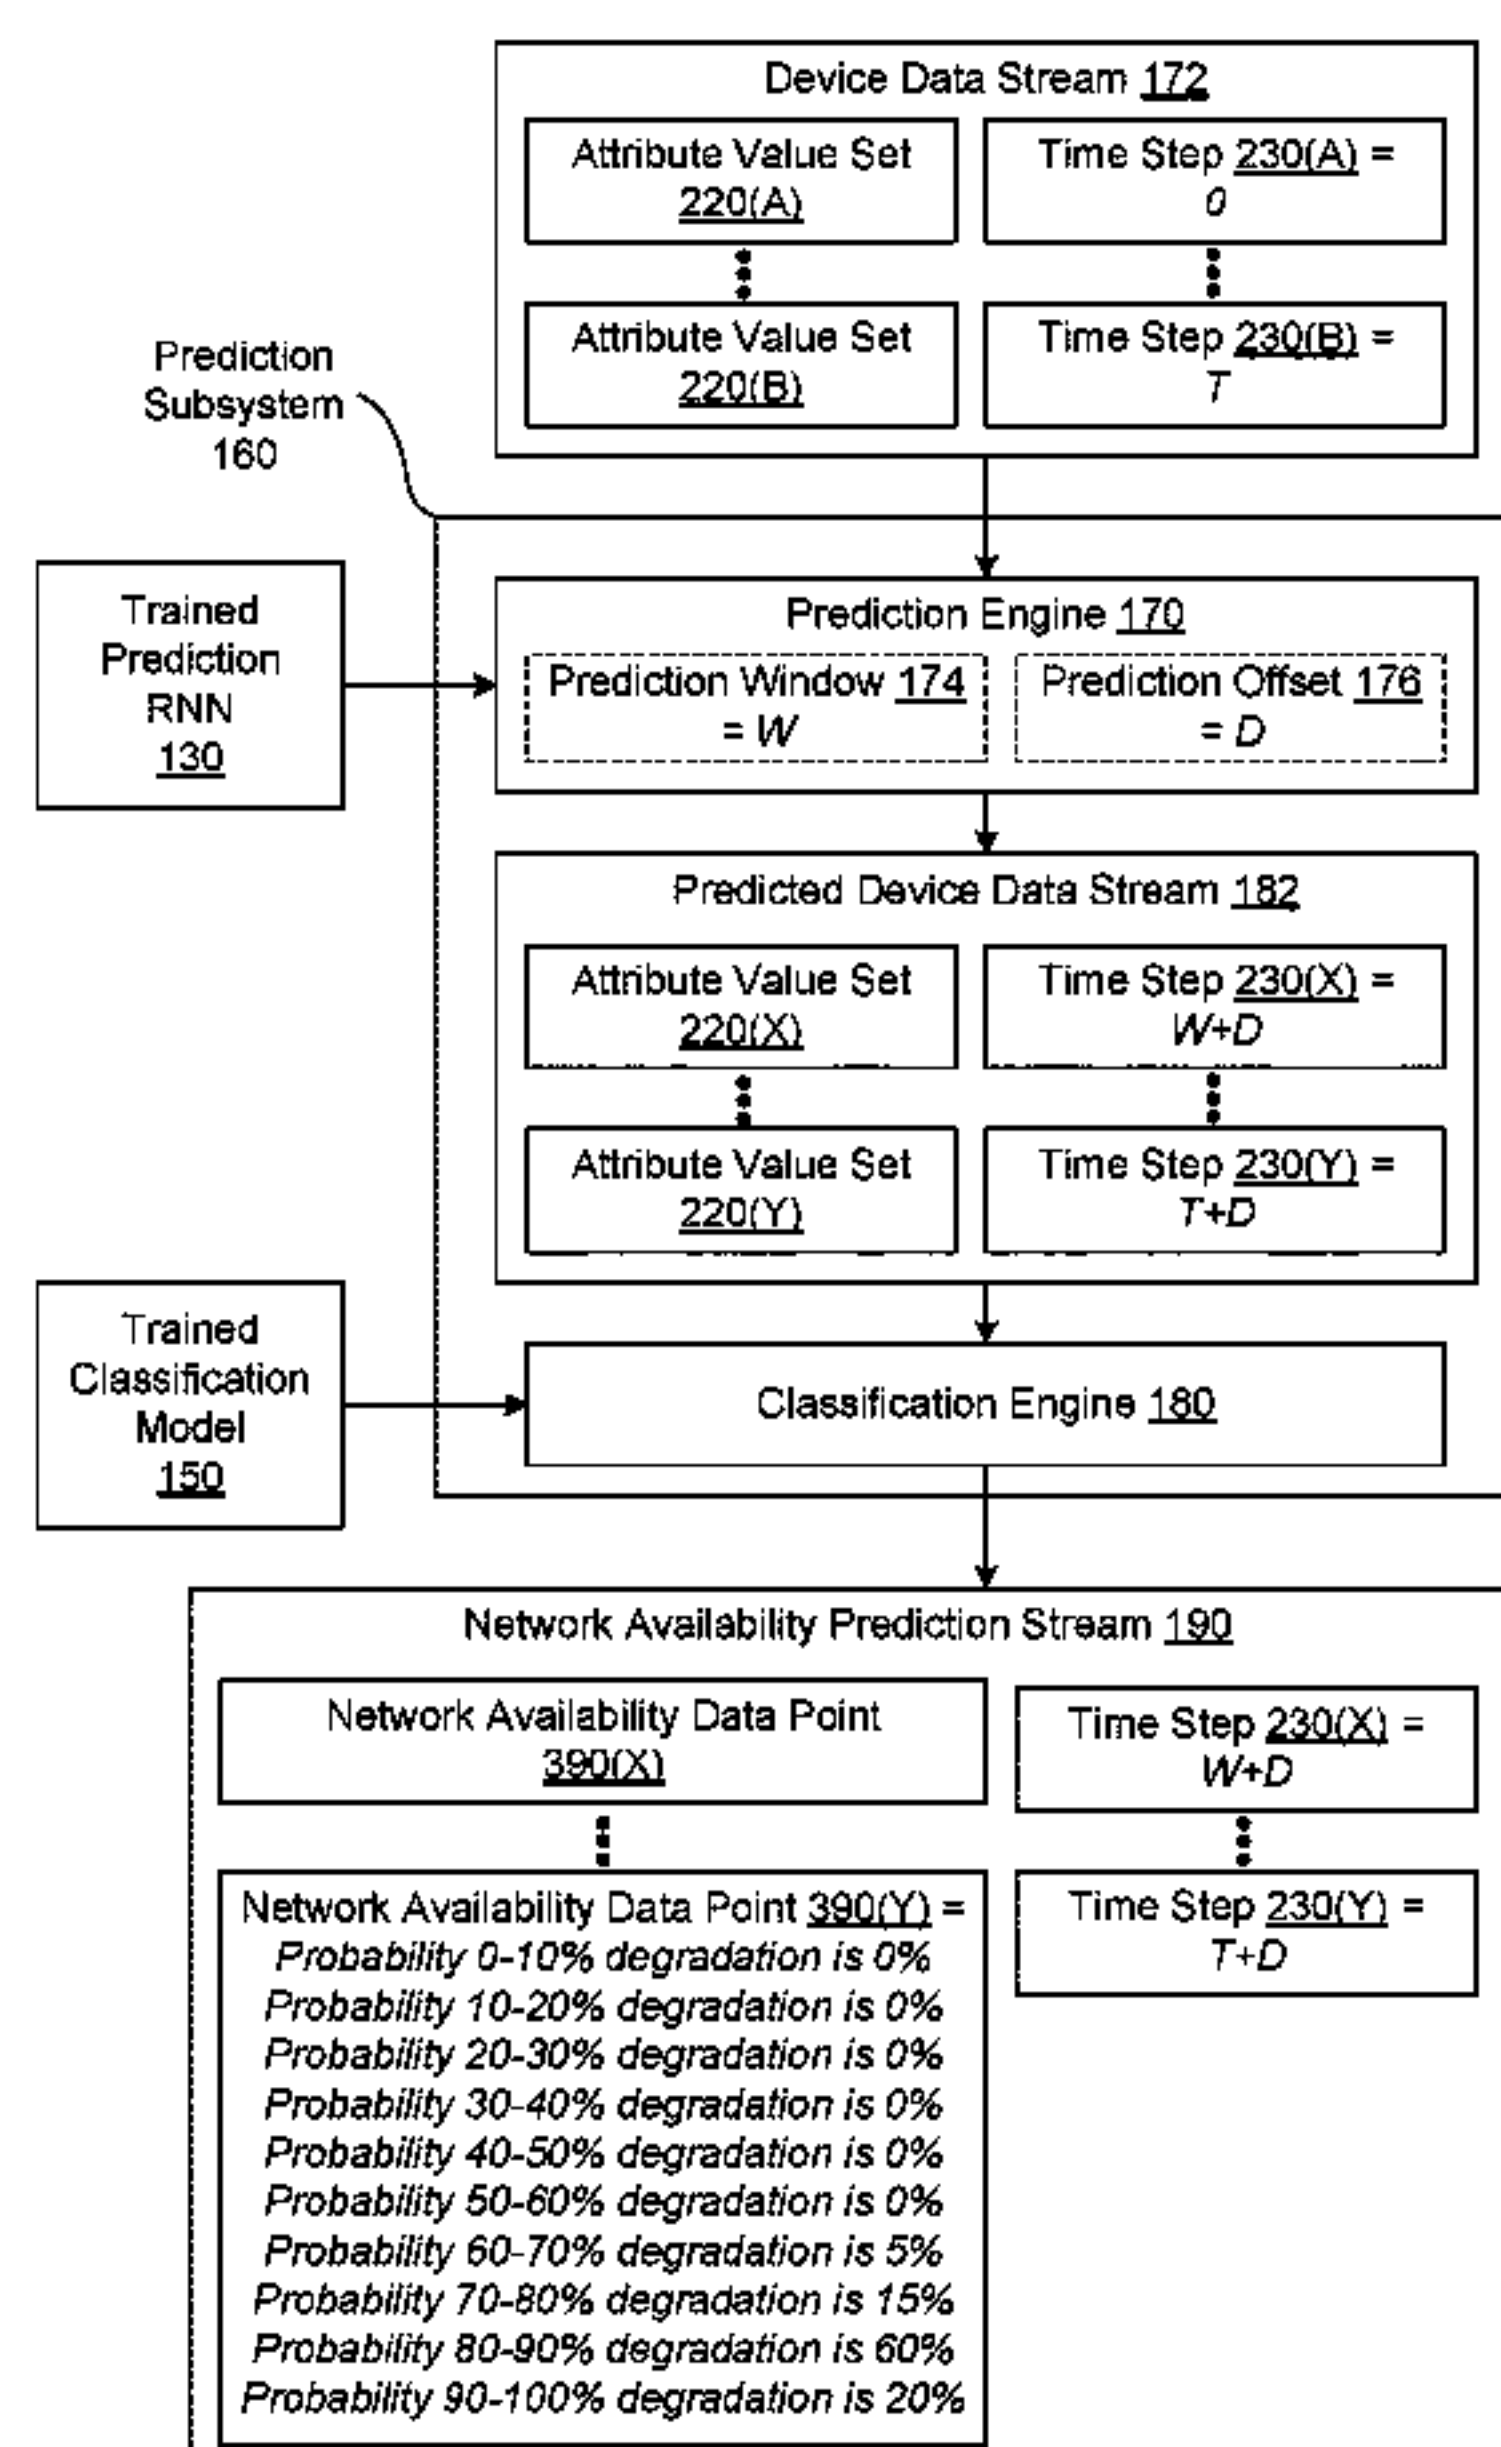 Device Data Stream 172
Attribute Value Set
220(A)
Time Step 230(A) =
0
Attribute Value Set
220(B)
Time Step 230(B) =
T
Prediction
Subsystem
160
Trained
Prediction
RNN
130
Prediction Engine 170
Prediction Window 174
= W
Prediction Offset 176
= D
Predicted Device Data Stream 182
Attribute Value Set
220(X)
Time Step 230(X) =
W+D
Attribute Value Set
220(Y)
Time Step 230(Y) =
T+D
Trained
Classification
Model
150
Classification Engine 180
Network Availability Prediction Stream 190
Network Availability Data Point
390(X)
Time Step 230(X) =
W+D
Network Availability Data Point 390(Y) =
Probability 0-10% degradation is 0%
Probability 10-20% degradation is 0%
Probability 20-30% degradation is 0%
Probability 30-40% degradation is 0%
Probability 40-50% degradation is 0%
Probability 50-60% degradation is 0%
Probability 60-70% degradation is 5%
Probability 70-80% degradation is 15%
Probability 80-90% degradation is 60%
Probability 90-100% degradation is 20%
Time Step 230(Y) =
T+D